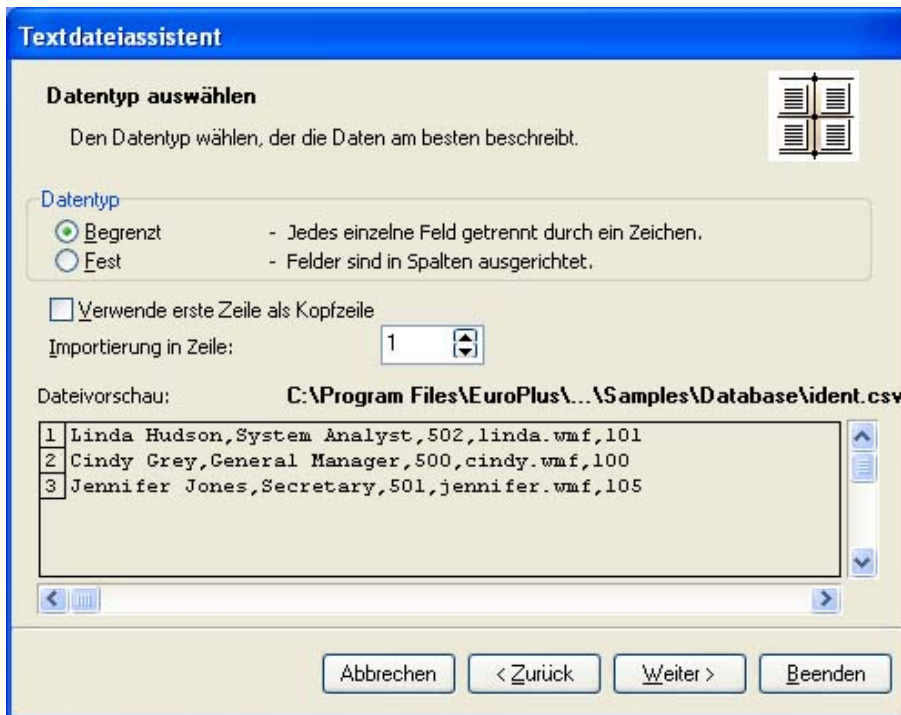 Textdateiassistent
Datentyp auswählen
Den Datentyp wählen, der die Daten am besten beschreibt.
Datentyp
Begrenzt - Jedes einzelne Feld getrennt durch ein Zeichen.
Fest - Felder sind in Spalten ausgerichtet.
Verwende erste Zeile als Kopfzeile
Importierung in Zeile: 1
Dateivorschau: C:\Program Files\EuroPlus\...\Samples\Database\ident.csv
1 Linda Hudson,System Analyst,502,linda.wmf,101
2 Cindy Grey,General Manager,500,cindy.wmf,100
3 Jennifer Jones,Secretary,501,jennifer.wmf,105
Abbrechen < Zurück Weiter > Beenden